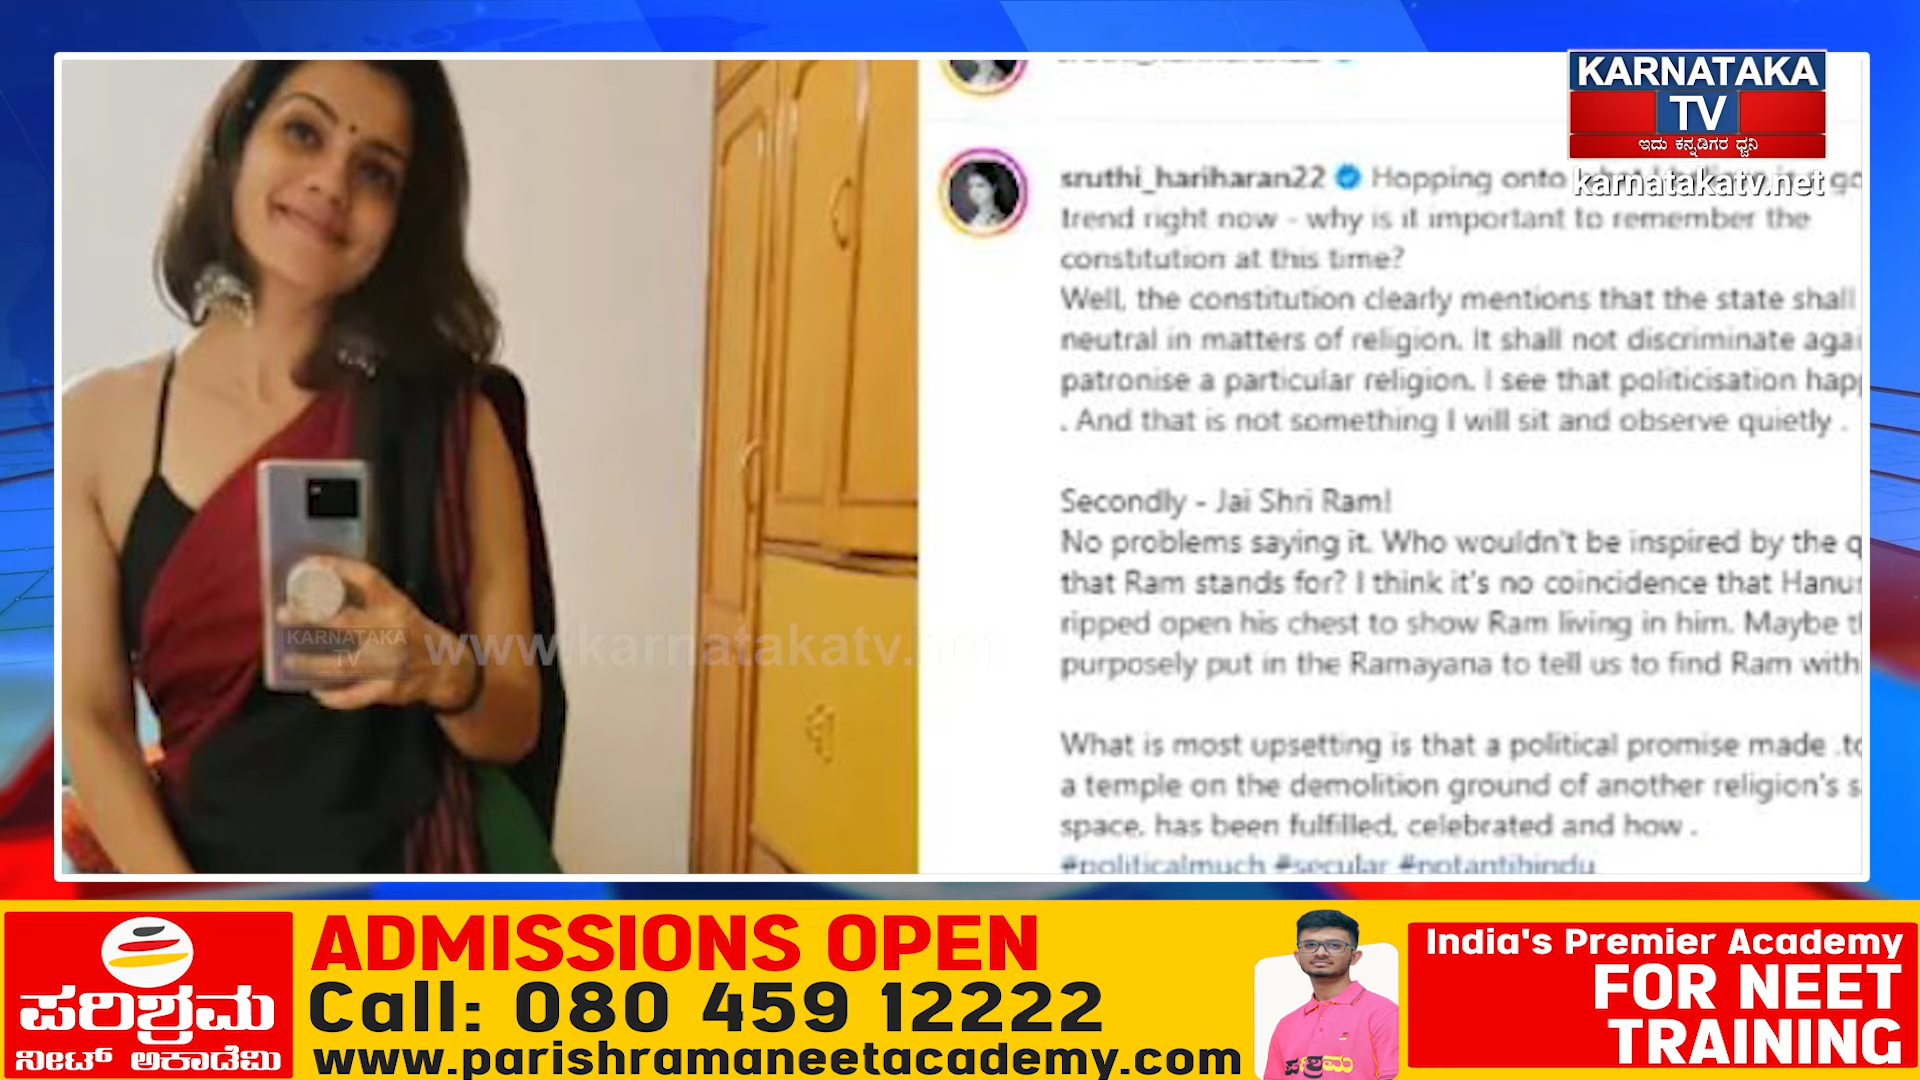 KARNATAKA
TV
ಇದು ಕನ್ನಡಿಗರ ಧ್ವನಿ
karnatakatv.net
sruthi_hariharan22 Hopping onto
trend right now - why is it important to remember the
constitution at this time?
Well, the constitution clearly mentions that the state shall
neutral in matters of religion. It shall not discriminate agai
patronise a particular religion. I see that politicisation hap
. And that is not something I will sit and observe quietly .
Secondly - Jai Shri Ram!
No problems saying it. Who wouldn't be inspired by the q
that Ram stands for? I think it's no coincidence that Hanu
ripped open his chest to show Ram living in him. Maybe t
purposely put in the Ramayana to tell us to find Ram with
What is most upsetting is that a political promise made .to
a temple on the demolition ground of another religion's s
space, has been fulfilled, celebrated and how .
#politicalmuch #secular #notantihindu
KARNATAKA
TV
www.karnatakatv.net
ಪರಿಶ್ರಮ
ನೀಟ್ ಅಕಾಡೆಮಿ
ADMISSIONS OPEN
Call: 080 459 12222
www.parishramaneetacademy.com
ಪರಿಶ್ರಮ
India's Premier Academy
FOR NEET
TRAINING